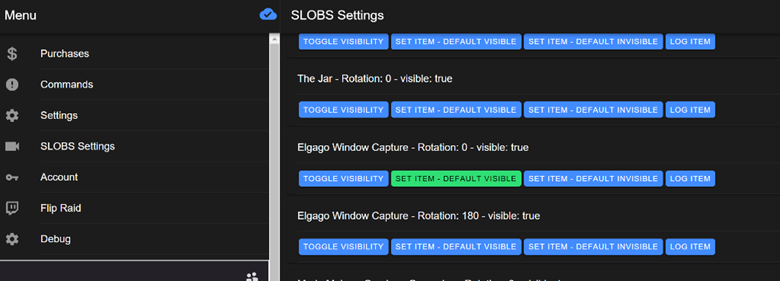 Menu
SLOBS Settings
Purchases
Commands
Settings
SLOBS Settings
Account
Flip Raid
Debug
TOGGLE VISIBILITY SET ITEM - DEFAULT VISIBLE SET ITEM - DEFAULT INVISIBLE LOG ITEM
The Jar - Rotation: 0 - visible: true
TOGGLE VISIBILITY SET ITEM - DEFAULT VISIBLE SET ITEM - DEFAULT INVISIBLE LOG ITEM
Elgago Window Capture - Rotation: 0 - visible: true
TOGGLE VISIBILITY SET ITEM - DEFAULT VISIBLE SET ITEM - DEFAULT INVISIBLE LOG ITEM
Elgago Window Capture - Rotation: 180 - visible: true
TOGGLE VISIBILITY SET ITEM - DEFAULT VISIBLE SET ITEM - DEFAULT INVISIBLE LOG ITEM